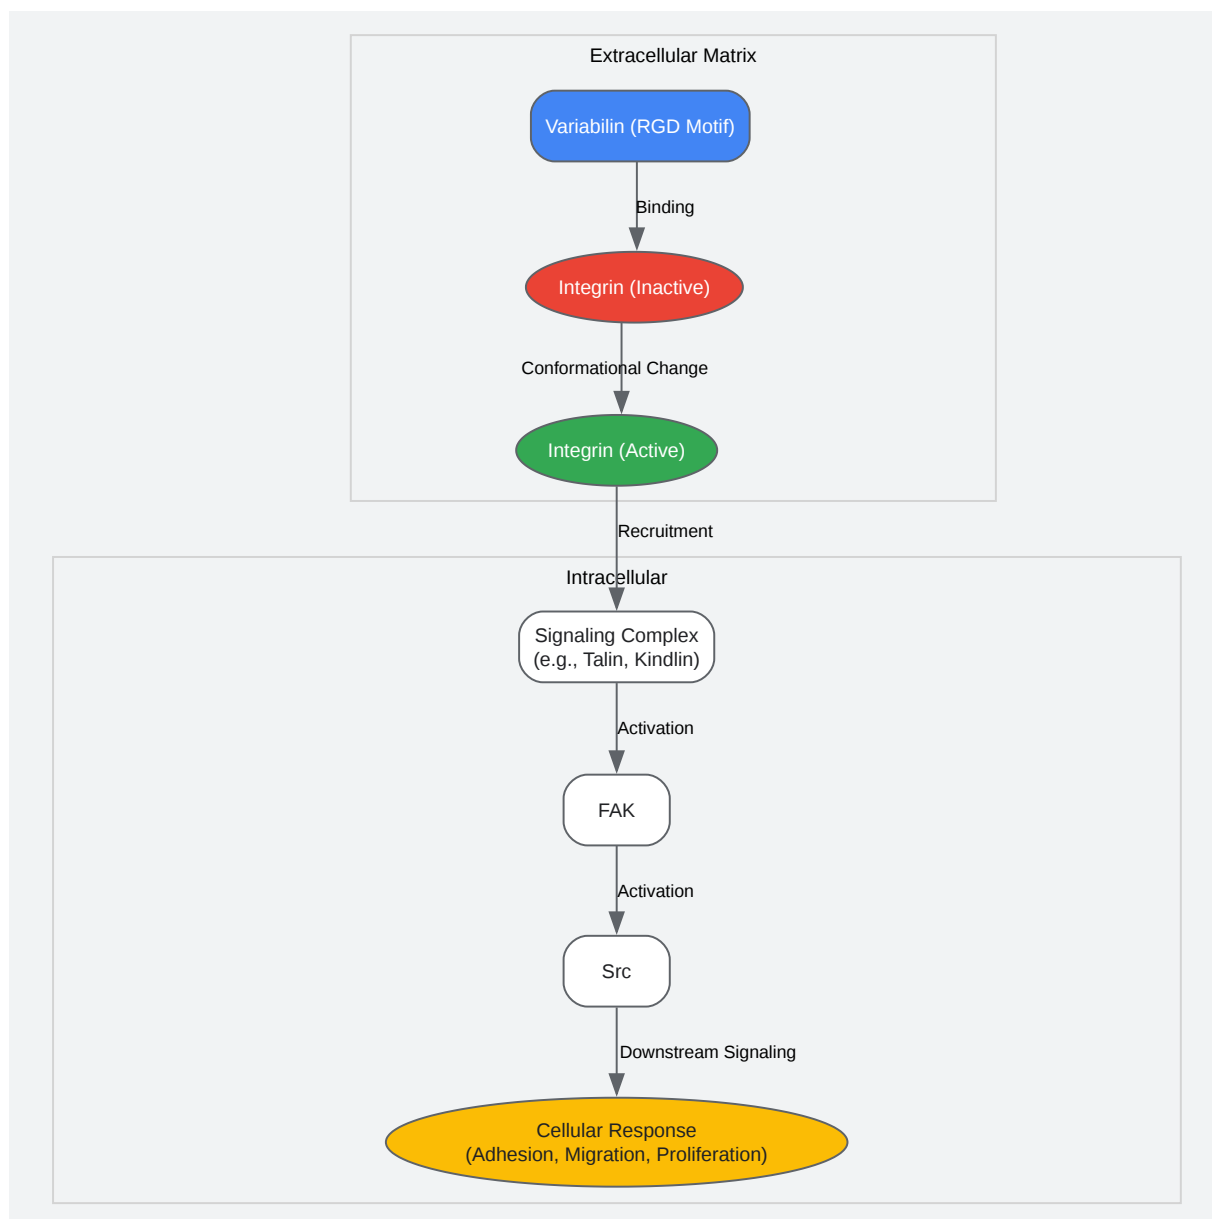 Extracellular Matrix
Variabilin (RGD Motif)
Binding
Integrin (Inactive)
Conformational Change
Integrin (Active)
Recruitment
Intracellular
Signaling Complex
(e.g., Talin, Kindlin)
Activation
FAK
Activation
Src
Downstream Signaling
Cellular Response
(Adhesion, Migration, Proliferation)